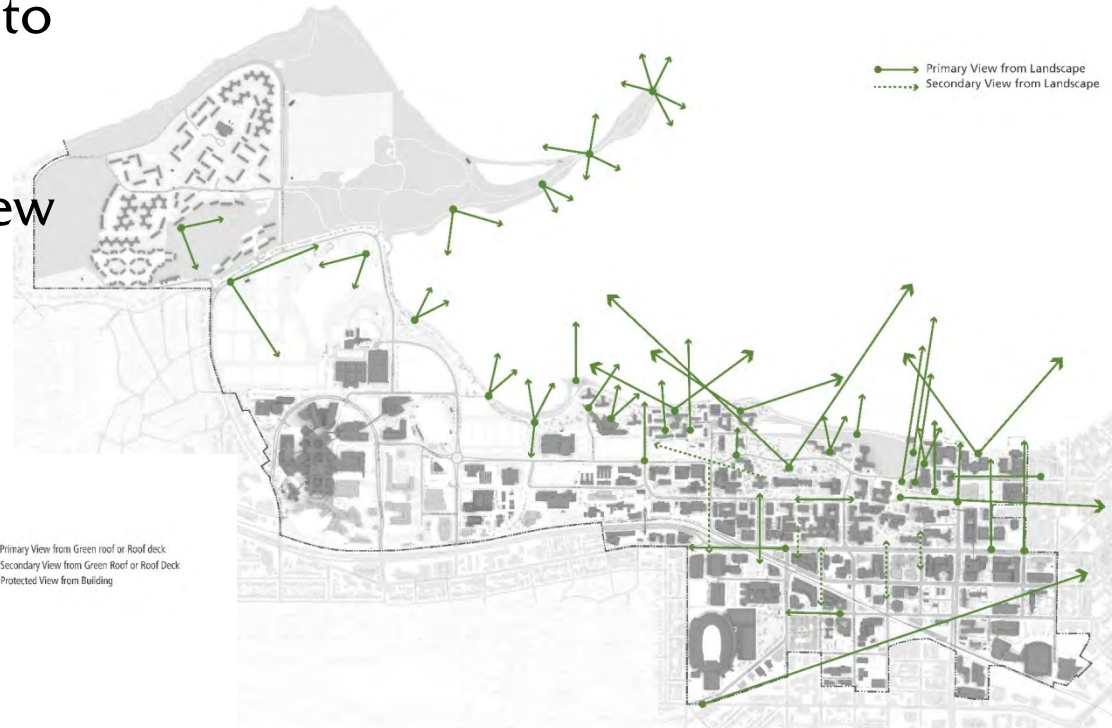 to
ew
Primary View from Landscape
Secondary View from Landscape
Primary View from Green roof or Roof deck
Secondary View from Green Roof or Roof Deck
Protected View from Building